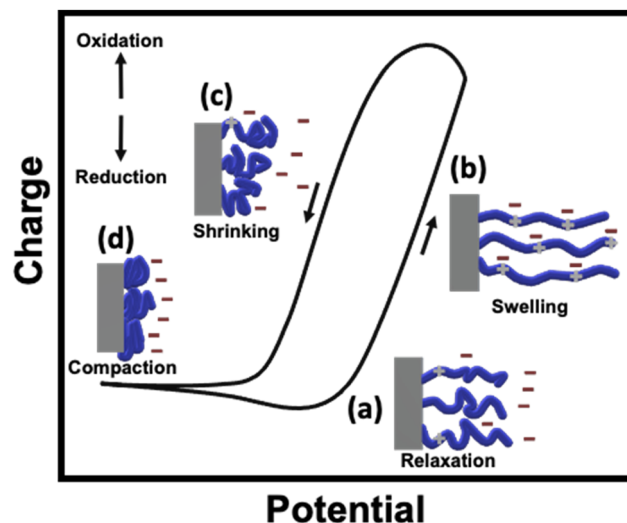 Oxidation
Reduction
(c)
Shrinking
(b)
Swelling
(d)
Compaction
(a)
Relaxation
Charge
Potential